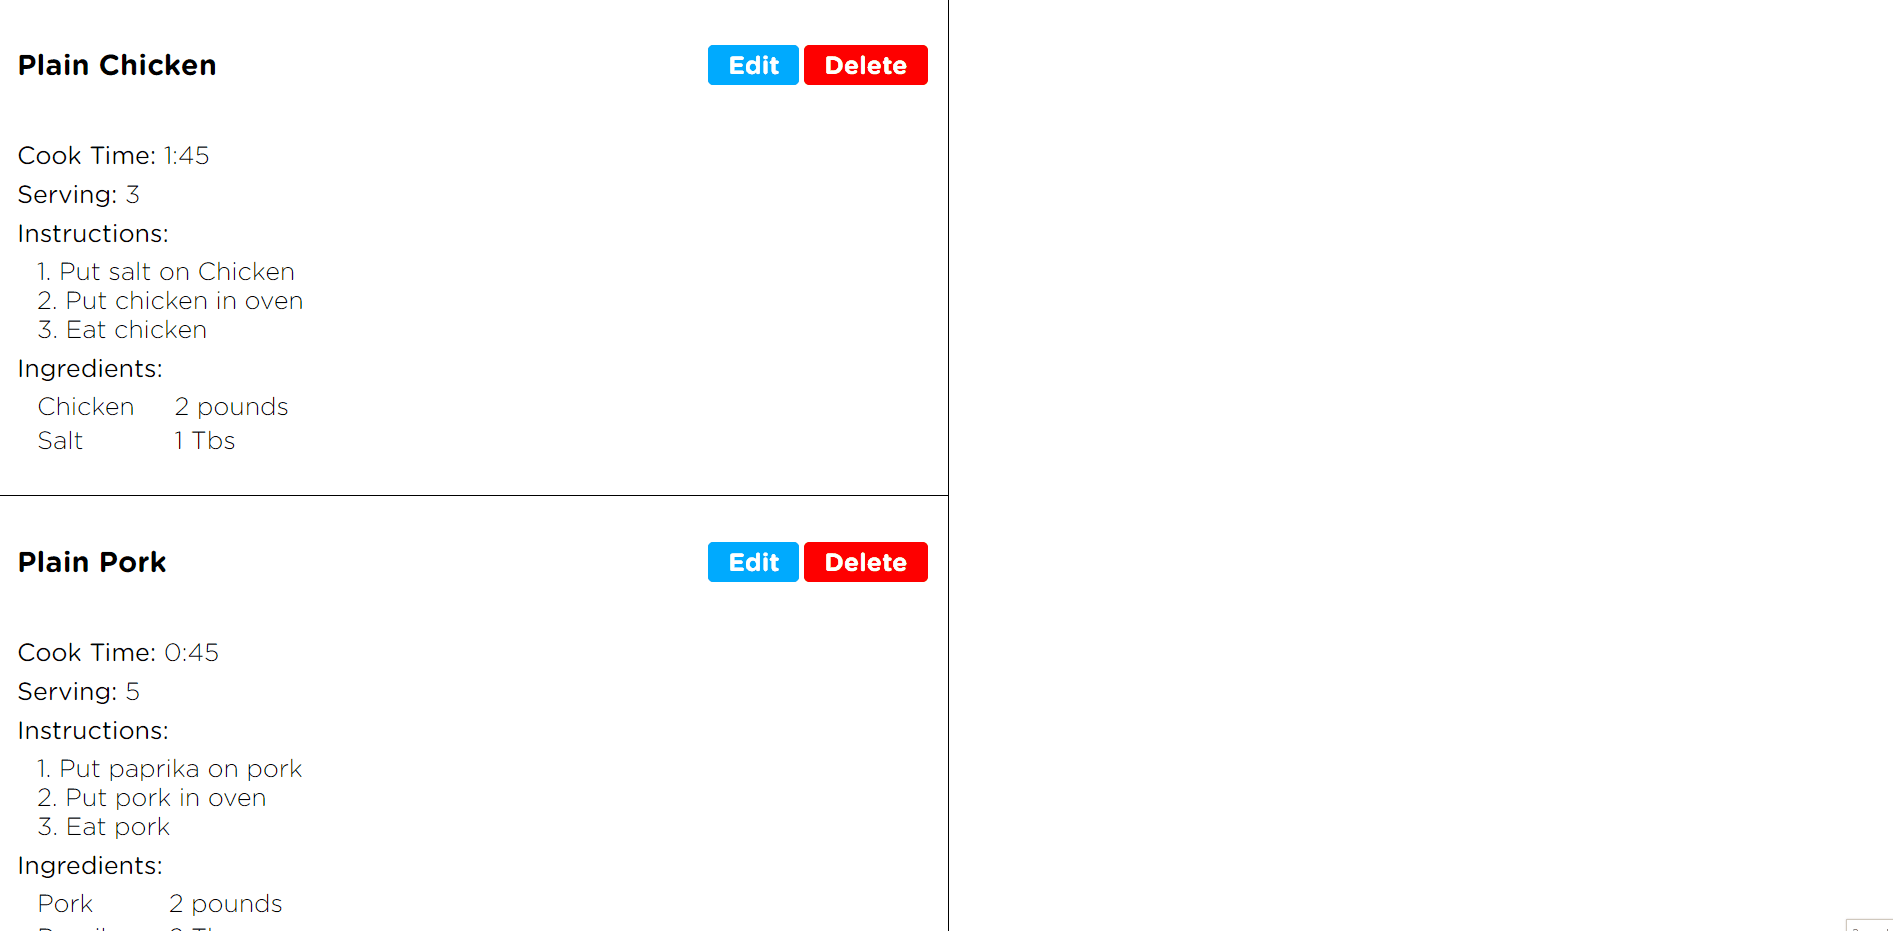 Plain Chicken Edit Delete
Cook Time: 1:45
Serving: 3
Instructions:
1. Put salt on Chicken
2. Put chicken in oven
3. Eat chicken
Ingredients:
Chicken 2 pounds
Salt 1 Tbs
Plain Pork Edit Delete
Cook Time: 0:45
Serving: 5
Instructions:
1. Put paprika on pork
2. Put pork in oven
3. Eat pork
Ingredients:
Pork 2 pounds